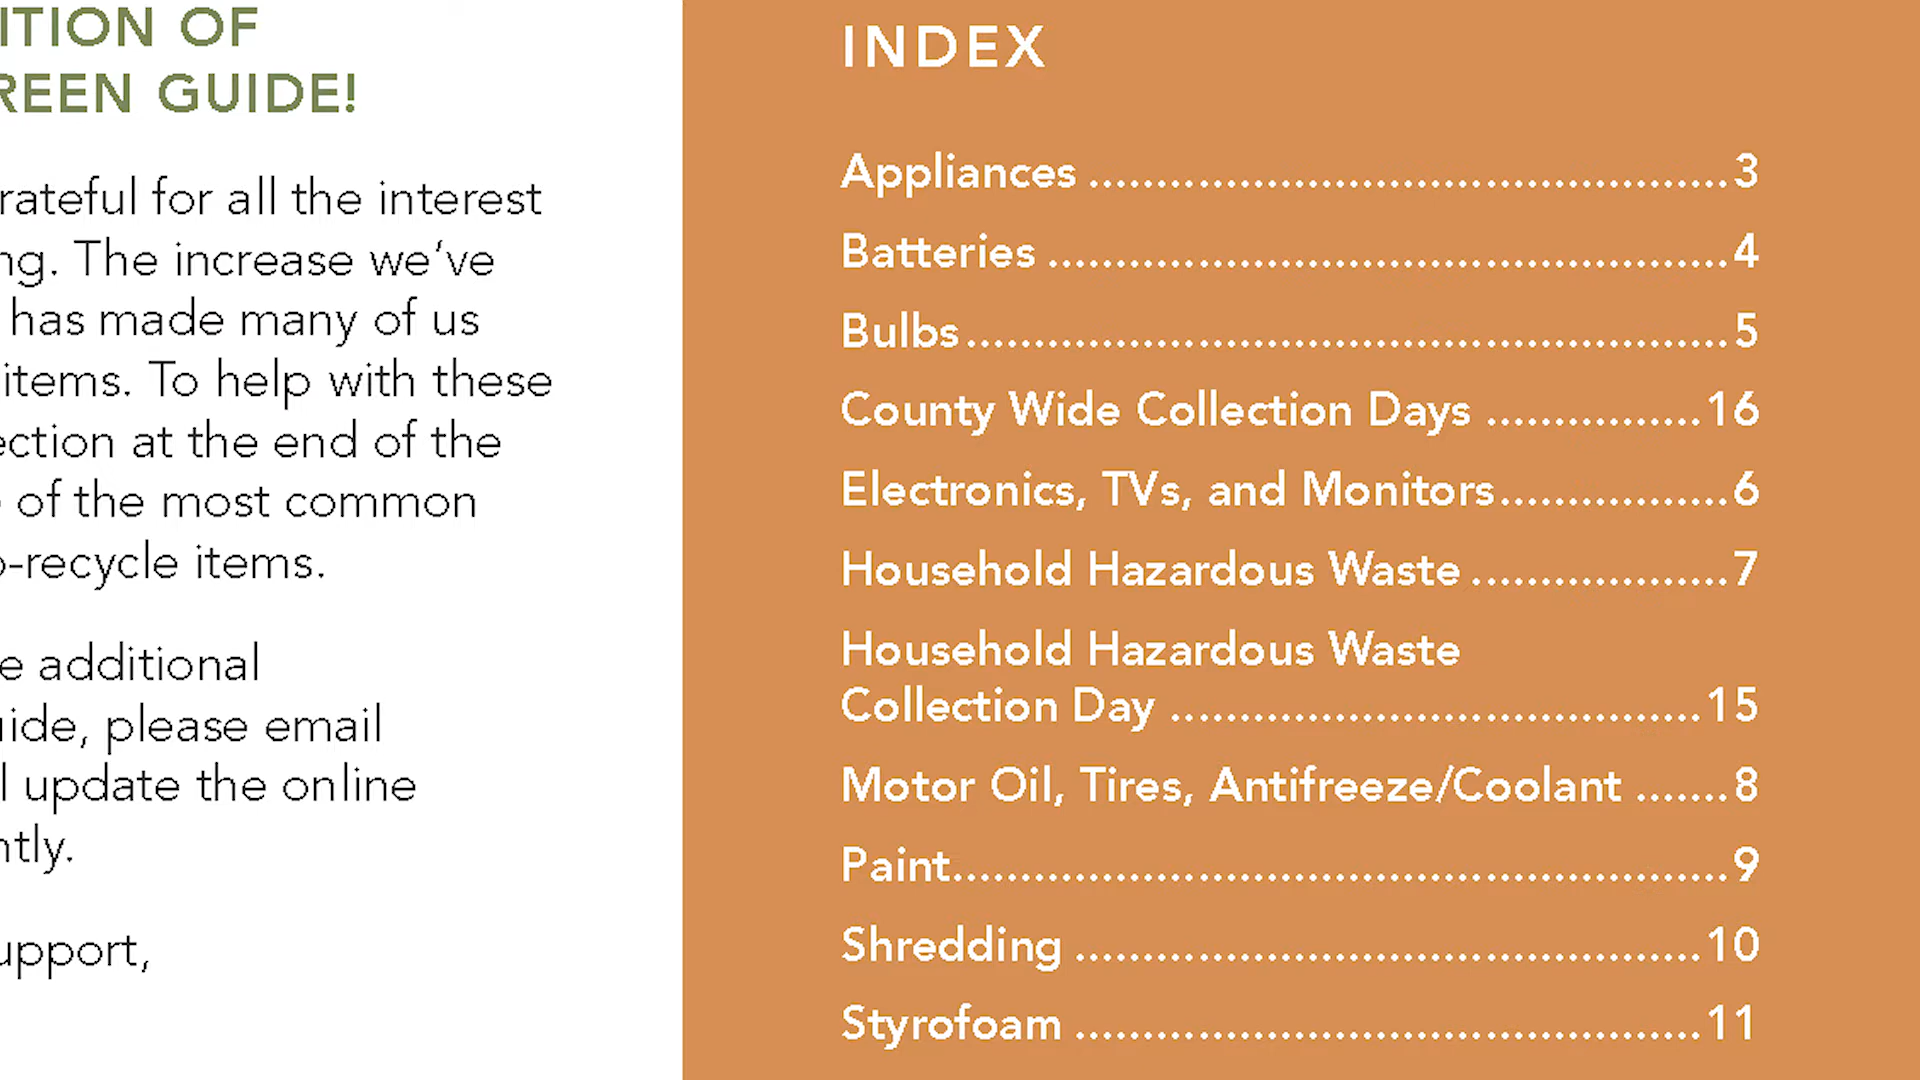 ITION OF
REEN GUIDE!
rateful for all the interest
ng. The increase we've
has made many of us
items. To help with these
ection at the end of the
of the most common
o-recycle items.
e additional
uide, please email
l update the online
ntly.
upport,
INDEX
Appliances ................................................ 3
Batteries ................................................... 4
Bulbs ......................................................... 5
County Wide Collection Days ................ 16
Electronics, TVs, and Monitors ................. 6
Household Hazardous Waste ................... 7
Household Hazardous Waste
Collection Day ........................................ 15
Motor Oil, Tires, Antifreeze/Coolant ....... 8
Paint .......................................................... 9
Shredding ............................................... 10
Styrofoam ............................................... 11